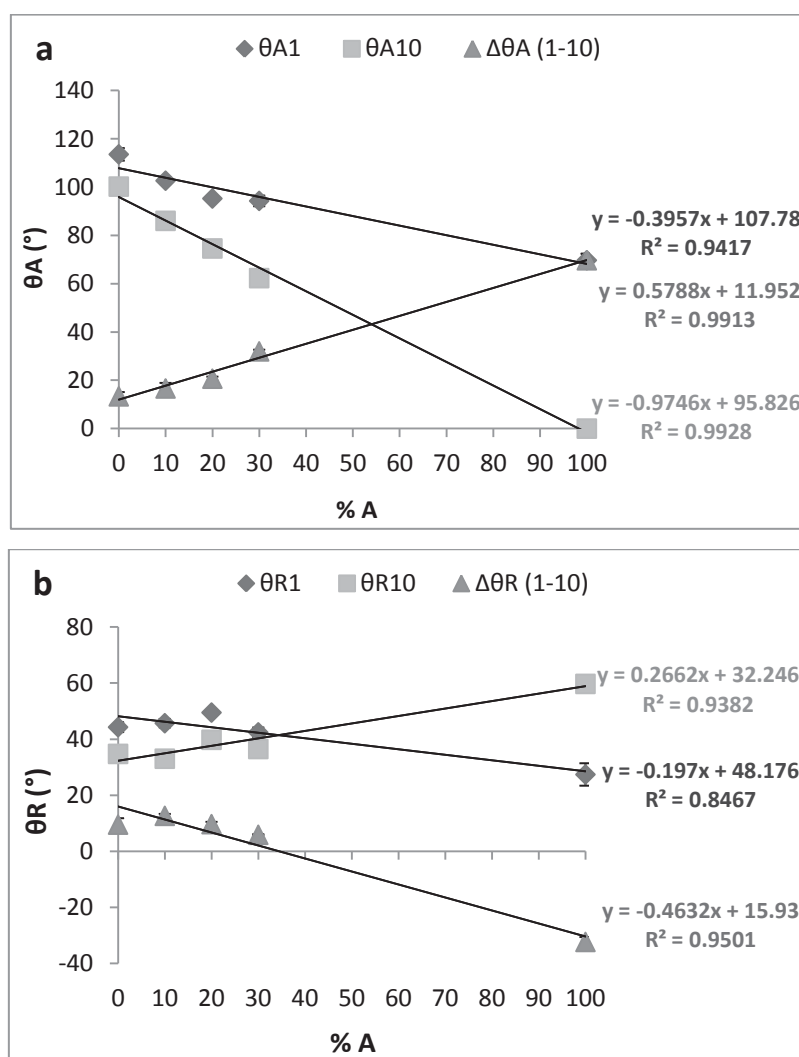 a
θA1 θA10 ΔθA (1-10)
140
120
100
80
60
40
20
0
θA (°)
0 10 20 30 40 50 60 70 80 90 100
% A
y = -0.3957x + 107.78
R² = 0.9417
y = 0.5788x + 11.952
R² = 0.9913
y = -0.9746x + 95.826
R² = 0.9928
b
θR1 θR10 ΔθR (1-10)
80
60
40
20
0
-20
-40
θR (°)
0 10 20 30 40 50 60 70 80 90 100
% A
y = 0.2662x + 32.246
R² = 0.9382
y = -0.197x + 48.176
R² = 0.8467
y = -0.4632x + 15.93
R² = 0.9501